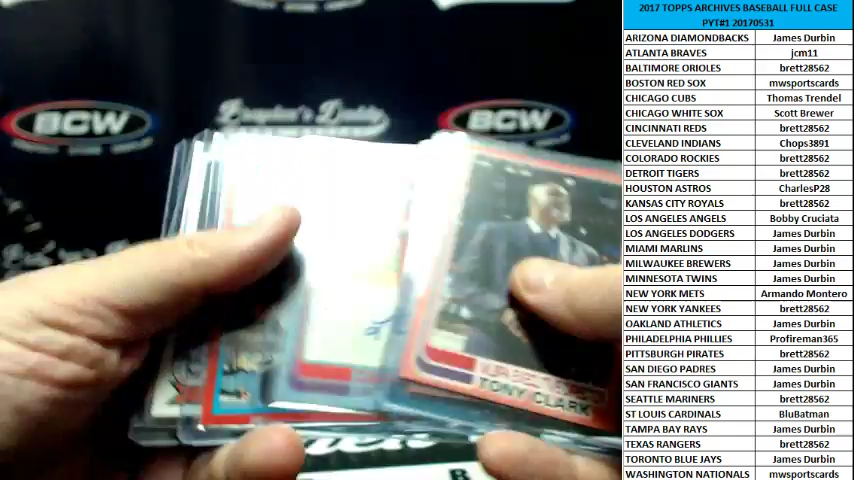 2017 TOPPS ARCHIVES BASEBALL FULL CASE
PYT#1 20170531
ARIZONA DIAMONDBACKS James Durbin
ATLANTA BRAVES jcm11
BALTIMORE ORIOLES brett28562
BOSTON RED SOX mwsportscards
CHICAGO CUBS Thomas Trendel
CHICAGO WHITE SOX Scott Brewer
CINCINNATI REDS brett28562
CLEVELAND INDIANS Chops3891
COLORADO ROCKIES brett28562
DETROIT TIGERS brett28562
HOUSTON ASTROS CharlesP28
KANSAS CITY ROYALS brett28562
LOS ANGELES ANGELS Bobby Cruciata
LOS ANGELES DODGERS James Durbin
MIAMI MARLINS James Durbin
MILWAUKEE BREWERS James Durbin
MINNESOTA TWINS James Durbin
NEW YORK METS Armando Montero
NEW YORK YANKEES brett28562
OAKLAND ATHLETICS James Durbin
PHILADELPHIA PHILLIES Profireman365
PITTSBURGH PIRATES brett28562
SAN DIEGO PADRES James Durbin
SAN FRANCISCO GIANTS James Durbin
SEATTLE MARINERS brett28562
ST LOUIS CARDINALS BluBatman
TAMPA BAY RAYS James Durbin
TEXAS RANGERS brett28562
TORONTO BLUE JAYS James Durbin
WASHINGTON NATIONALS mwsportscards
BCW
BCW
TONY CLARK